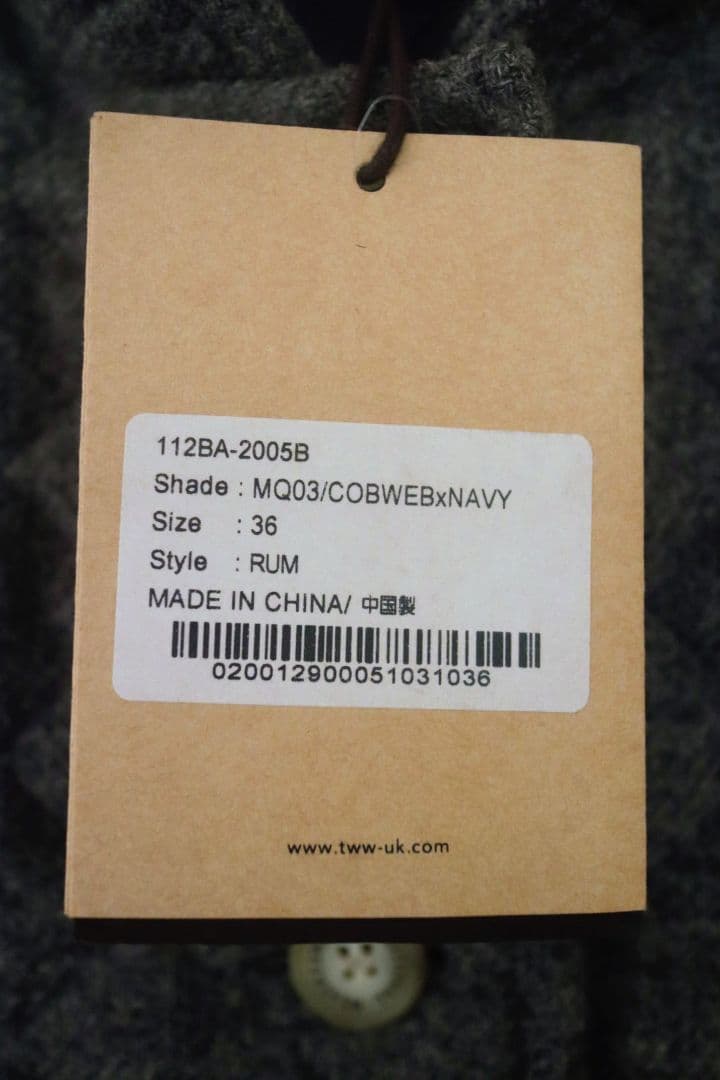 112BA-2005B
Shade : MQ03/COBWEBxNAVY
Size : 36
Style : RUM
MADE IN CHINA/ 中国製
0200129000051031036
www.tww-uk.com